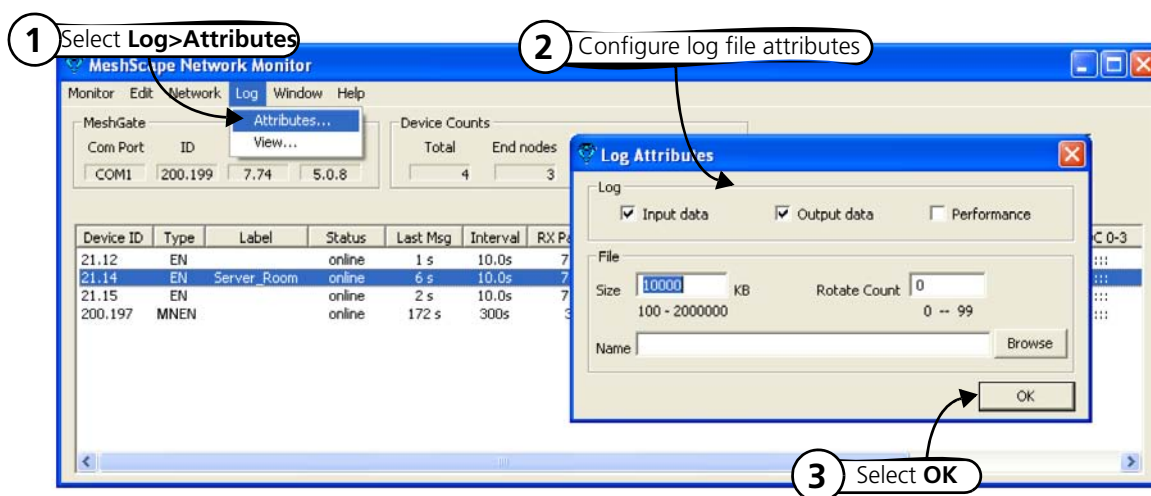 1 Select Log>Attributes
2 Configure log file attributes
MeshScape Network Monitor
Monitor Edit Network Log Window Help
Attributes...
View...
MeshGate
Com Port ID
COM1 200.199 7.74 5.0.8
Device Counts
Total End nodes
4 3
Device ID Type Label Status Last Msg Interval RX Pa
21.12 EN online 1 s 10.0s 7
21.14 EN Server_Room online 6 s 10.0s 7
21.15 EN online 2 s 10.0s 7
200.197 MNEN online 172 s 300s 3
C 0-3
:::
:::
:::
:::
Log Attributes
Log
Input data Output data Performance
File
Size 10000 KB Rotate Count 0
100 - 2000000 0 -- 99
Name Browse
OK
3 Select OK